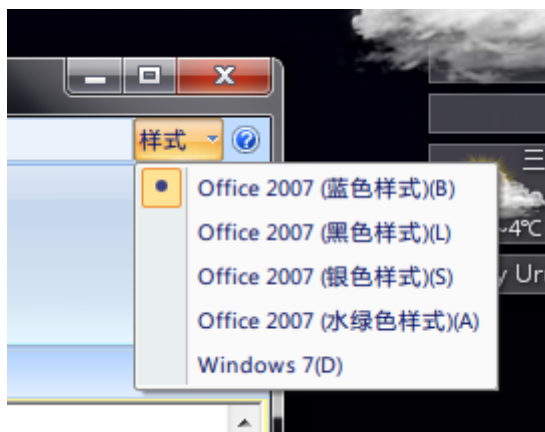 样式
三
Office 2007 (蓝色样式)(B)
Office 2007 (黑色样式)(L)
4℃
Office 2007 (银色样式)(S)
Office 2007 (水绿色样式)(A)
Windows 7(D)